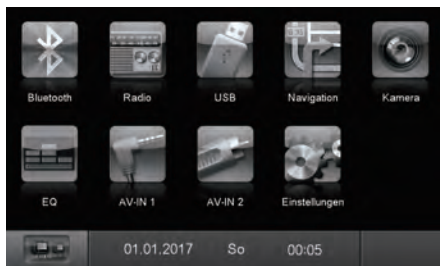 Bluetooth Radio USB Navigation Kamera
EQ AV-IN 1 AV-IN 2 Einstellungen
01.01.2017 So 00:05